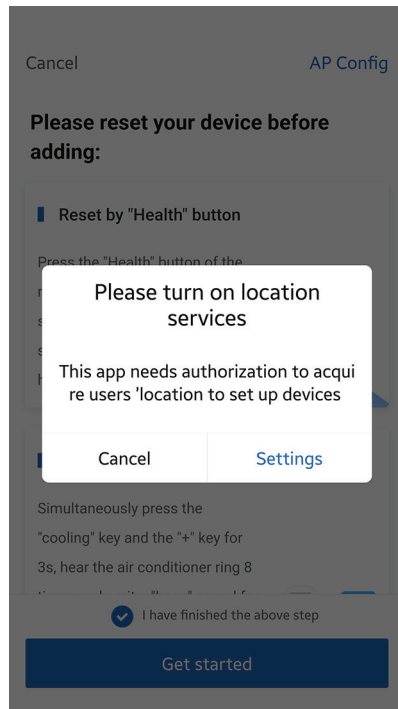 Cancel
AP Config
Please reset your device before
adding:
Reset by "Health" button
Press the "Health" button of the
Please turn on location
services
This app needs authorization to acqui
re users 'location to set up devices
Cancel
Settings
Simultaneously press the
"cooling" key and the "+" key for
3s, hear the air conditioner ring 8
I have finished the above step
Get started